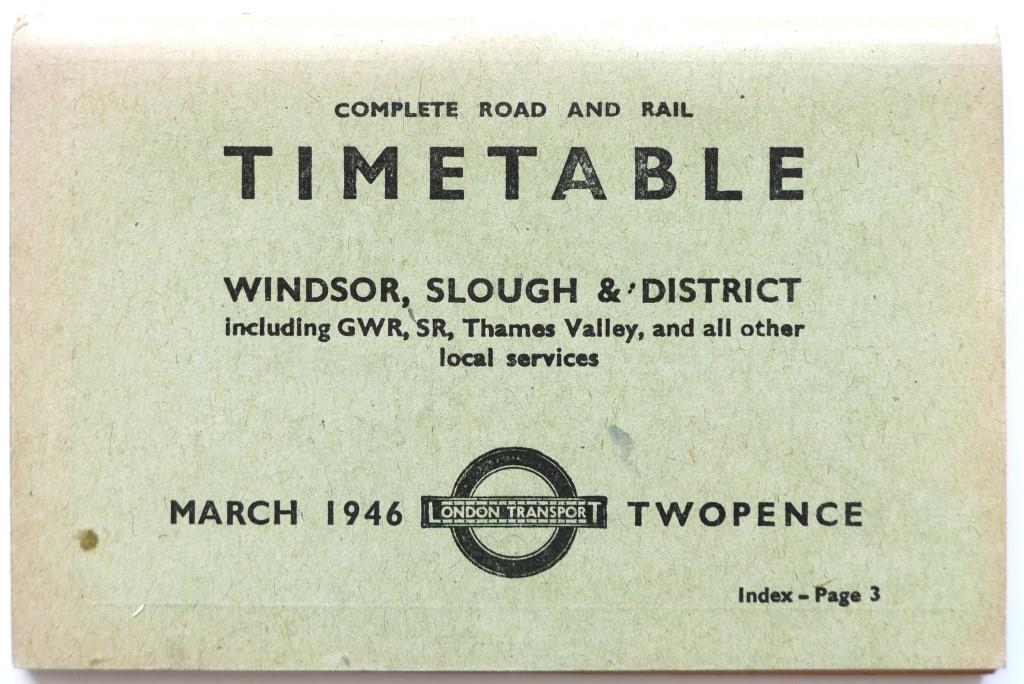 COMPLETE ROAD AND RAIL
TIMETABLE
WINDSOR, SLOUGH & DISTRICT
including GWR, SR, Thames Valley, and all other
local services
MARCH 1946 LONDON TRANSPORT TWOPENCE
Index – Page 3